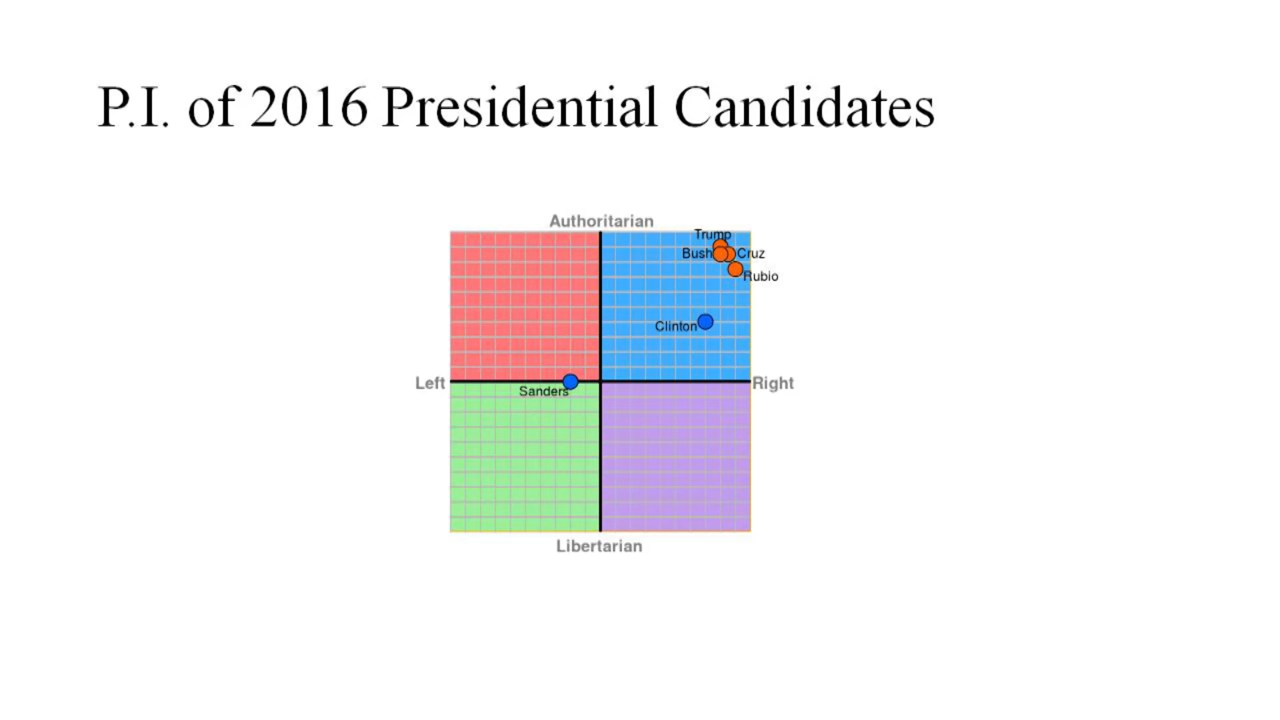 P.I. of 2016 Presidential Candidates
Authoritarian
Trump
Bush Cruz
Rubio
Clinton
Left Right
Sanders
Libertarian